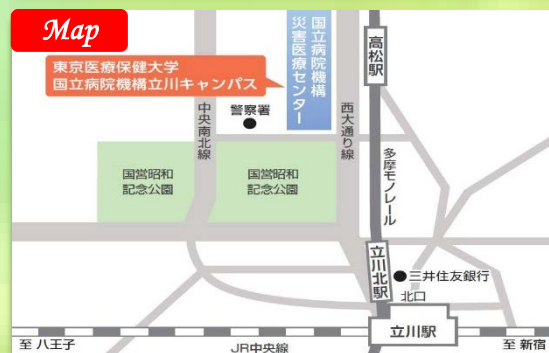 Map
東京医療保健大学
国立病院機構立川キャンパス
国立病院機構
災害医療センター
高松駅
中央南北線
警察署
西大通り線
多摩モノレール
国営昭和
記念公園
国営昭和
記念公園
立川北駅
三井住友銀行
北口
立川駅
至 八王子
JR中央線
至 新宿